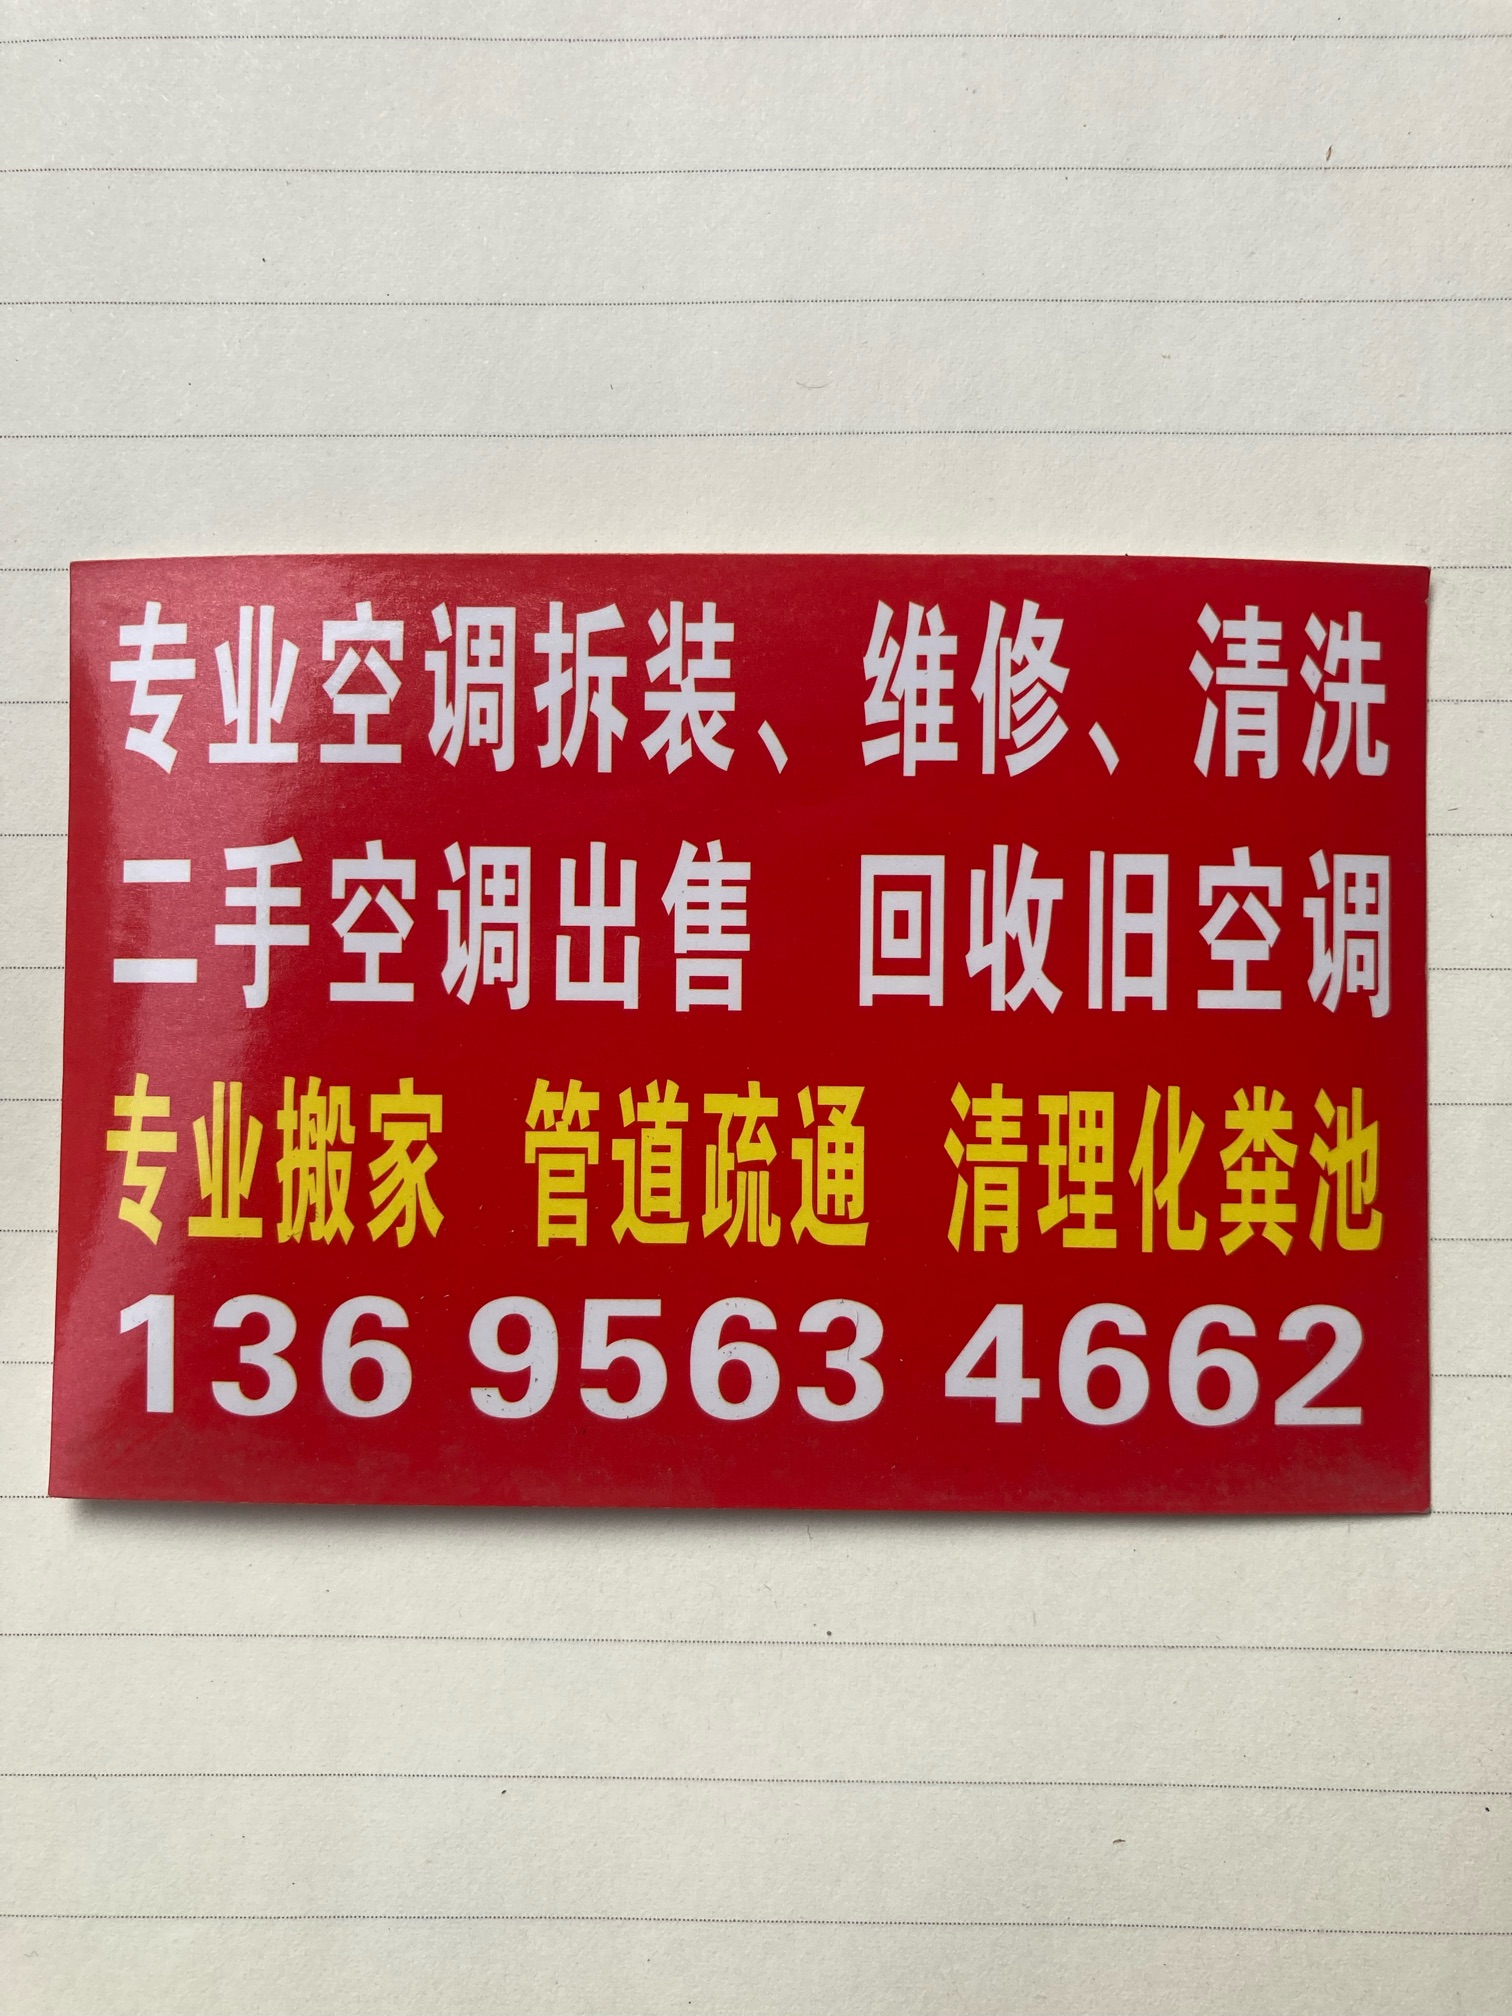 专业空调拆装、维修、清洗
二手空调出售 回收旧空调
专业搬家 管道疏通 清理化粪池
136 9563 4662